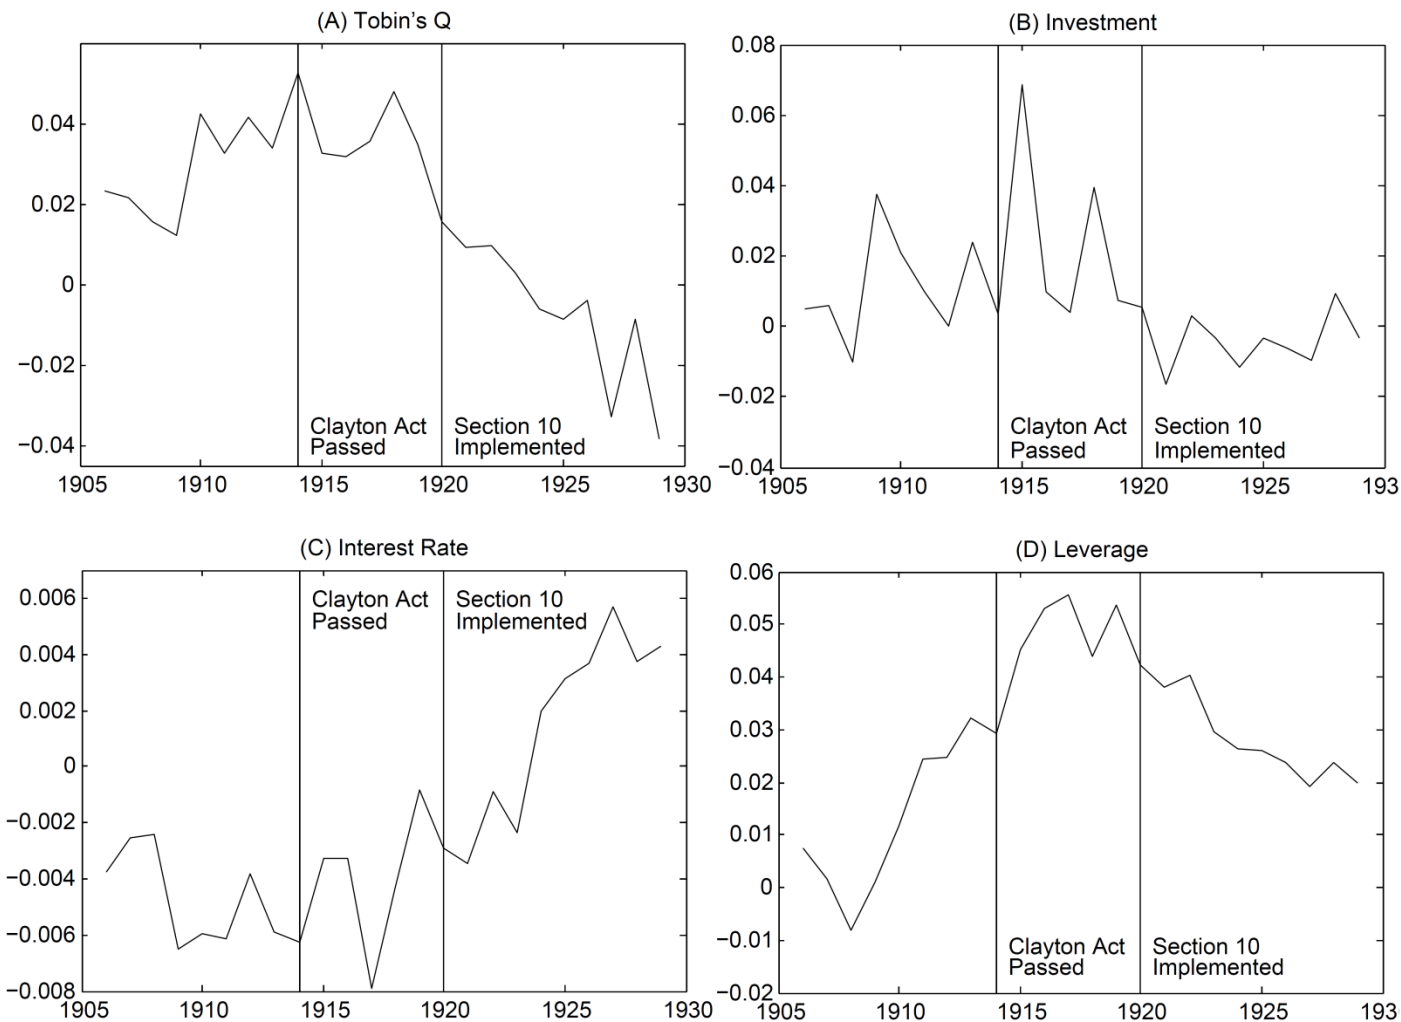 (A) Tobin's Q
0.04
0.02
0
−0.02
−0.04
Clayton Act
Passed
Section 10
Implemented
1905 1910 1915 1920 1925 1930
(B) Investment
0.08
0.06
0.04
0.02
0
−0.02
−0.04
Clayton Act
Passed
Section 10
Implemented
1905 1910 1915 1920 1925 193
(C) Interest Rate
0.006
0.004
0.002
0
−0.002
−0.004
−0.006
−0.008
Clayton Act
Passed
Section 10
Implemented
1905 1910 1915 1920 1925 1930
(D) Leverage
0.06
0.05
0.04
0.03
0.02
0.01
0
−0.01
−0.02
Clayton Act
Passed
Section 10
Implemented
1905 1910 1915 1920 1925 193